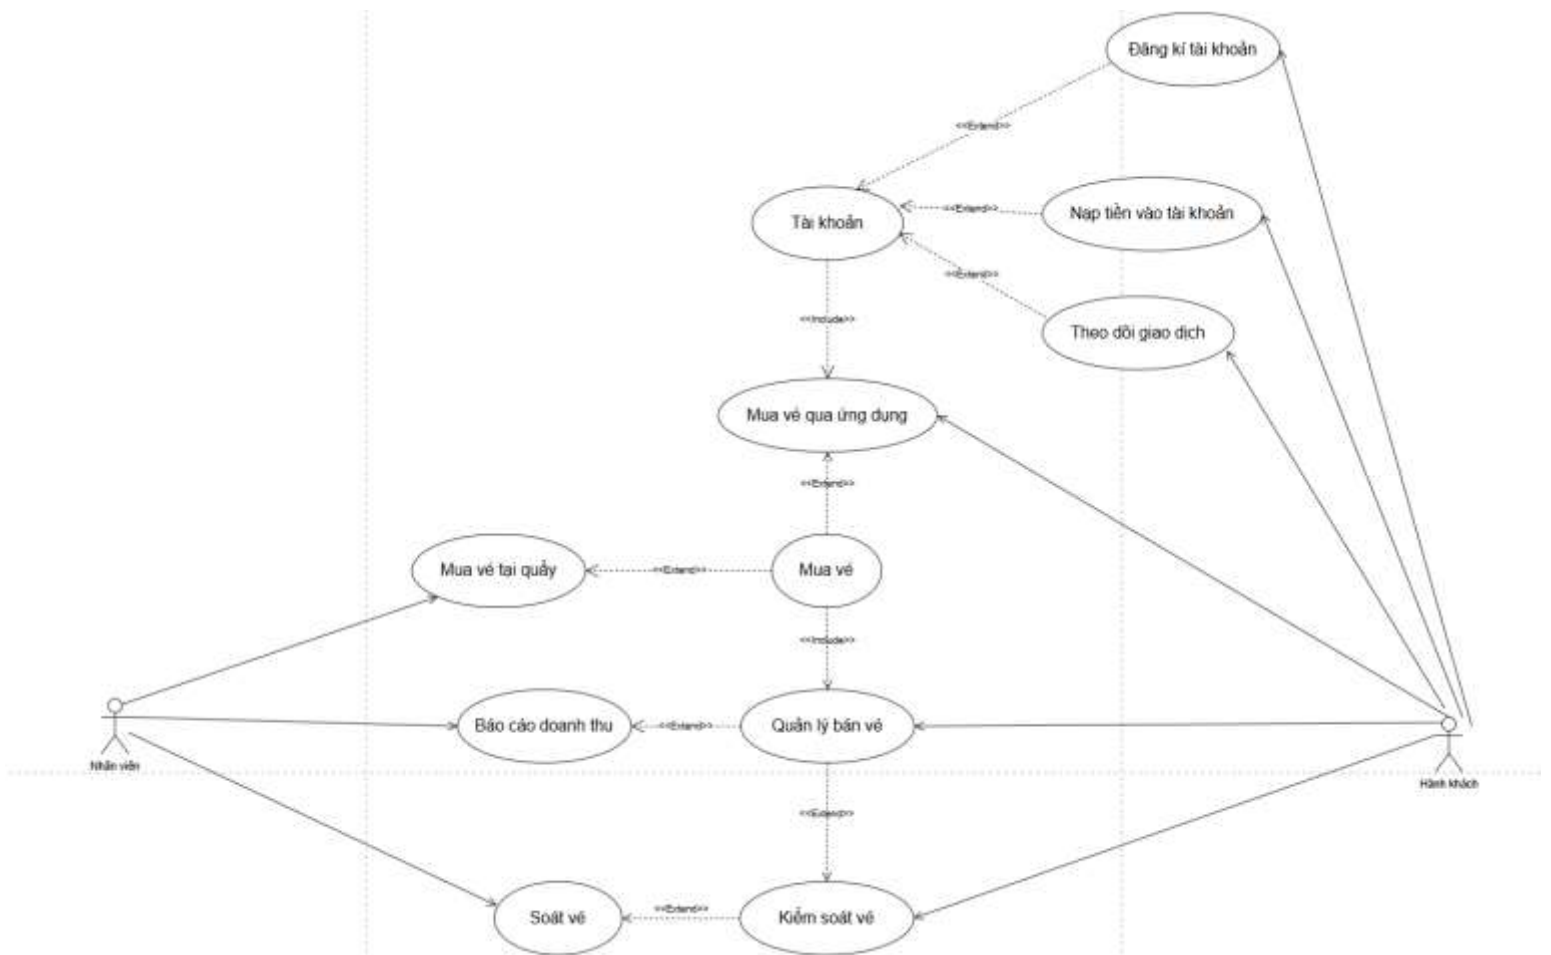 Đăng kí tài khoản
<<Extend>>
Tài khoản
<<Extend>>
Nạp tiền vào tài khoản
<<Extend>>
<<Include>>
Theo dõi giao dịch
Mua vé qua ứng dụng
<<Extend>>
Mua vé tại quầy
<<Extend>>
Mua vé
<<Include>>
Báo cáo doanh thu
<<Extend>>
Quản lý bán vé
Nhân viên
Hành khách
<<Extend>>
Soát vé
<<Extend>>
Kiểm soát vé